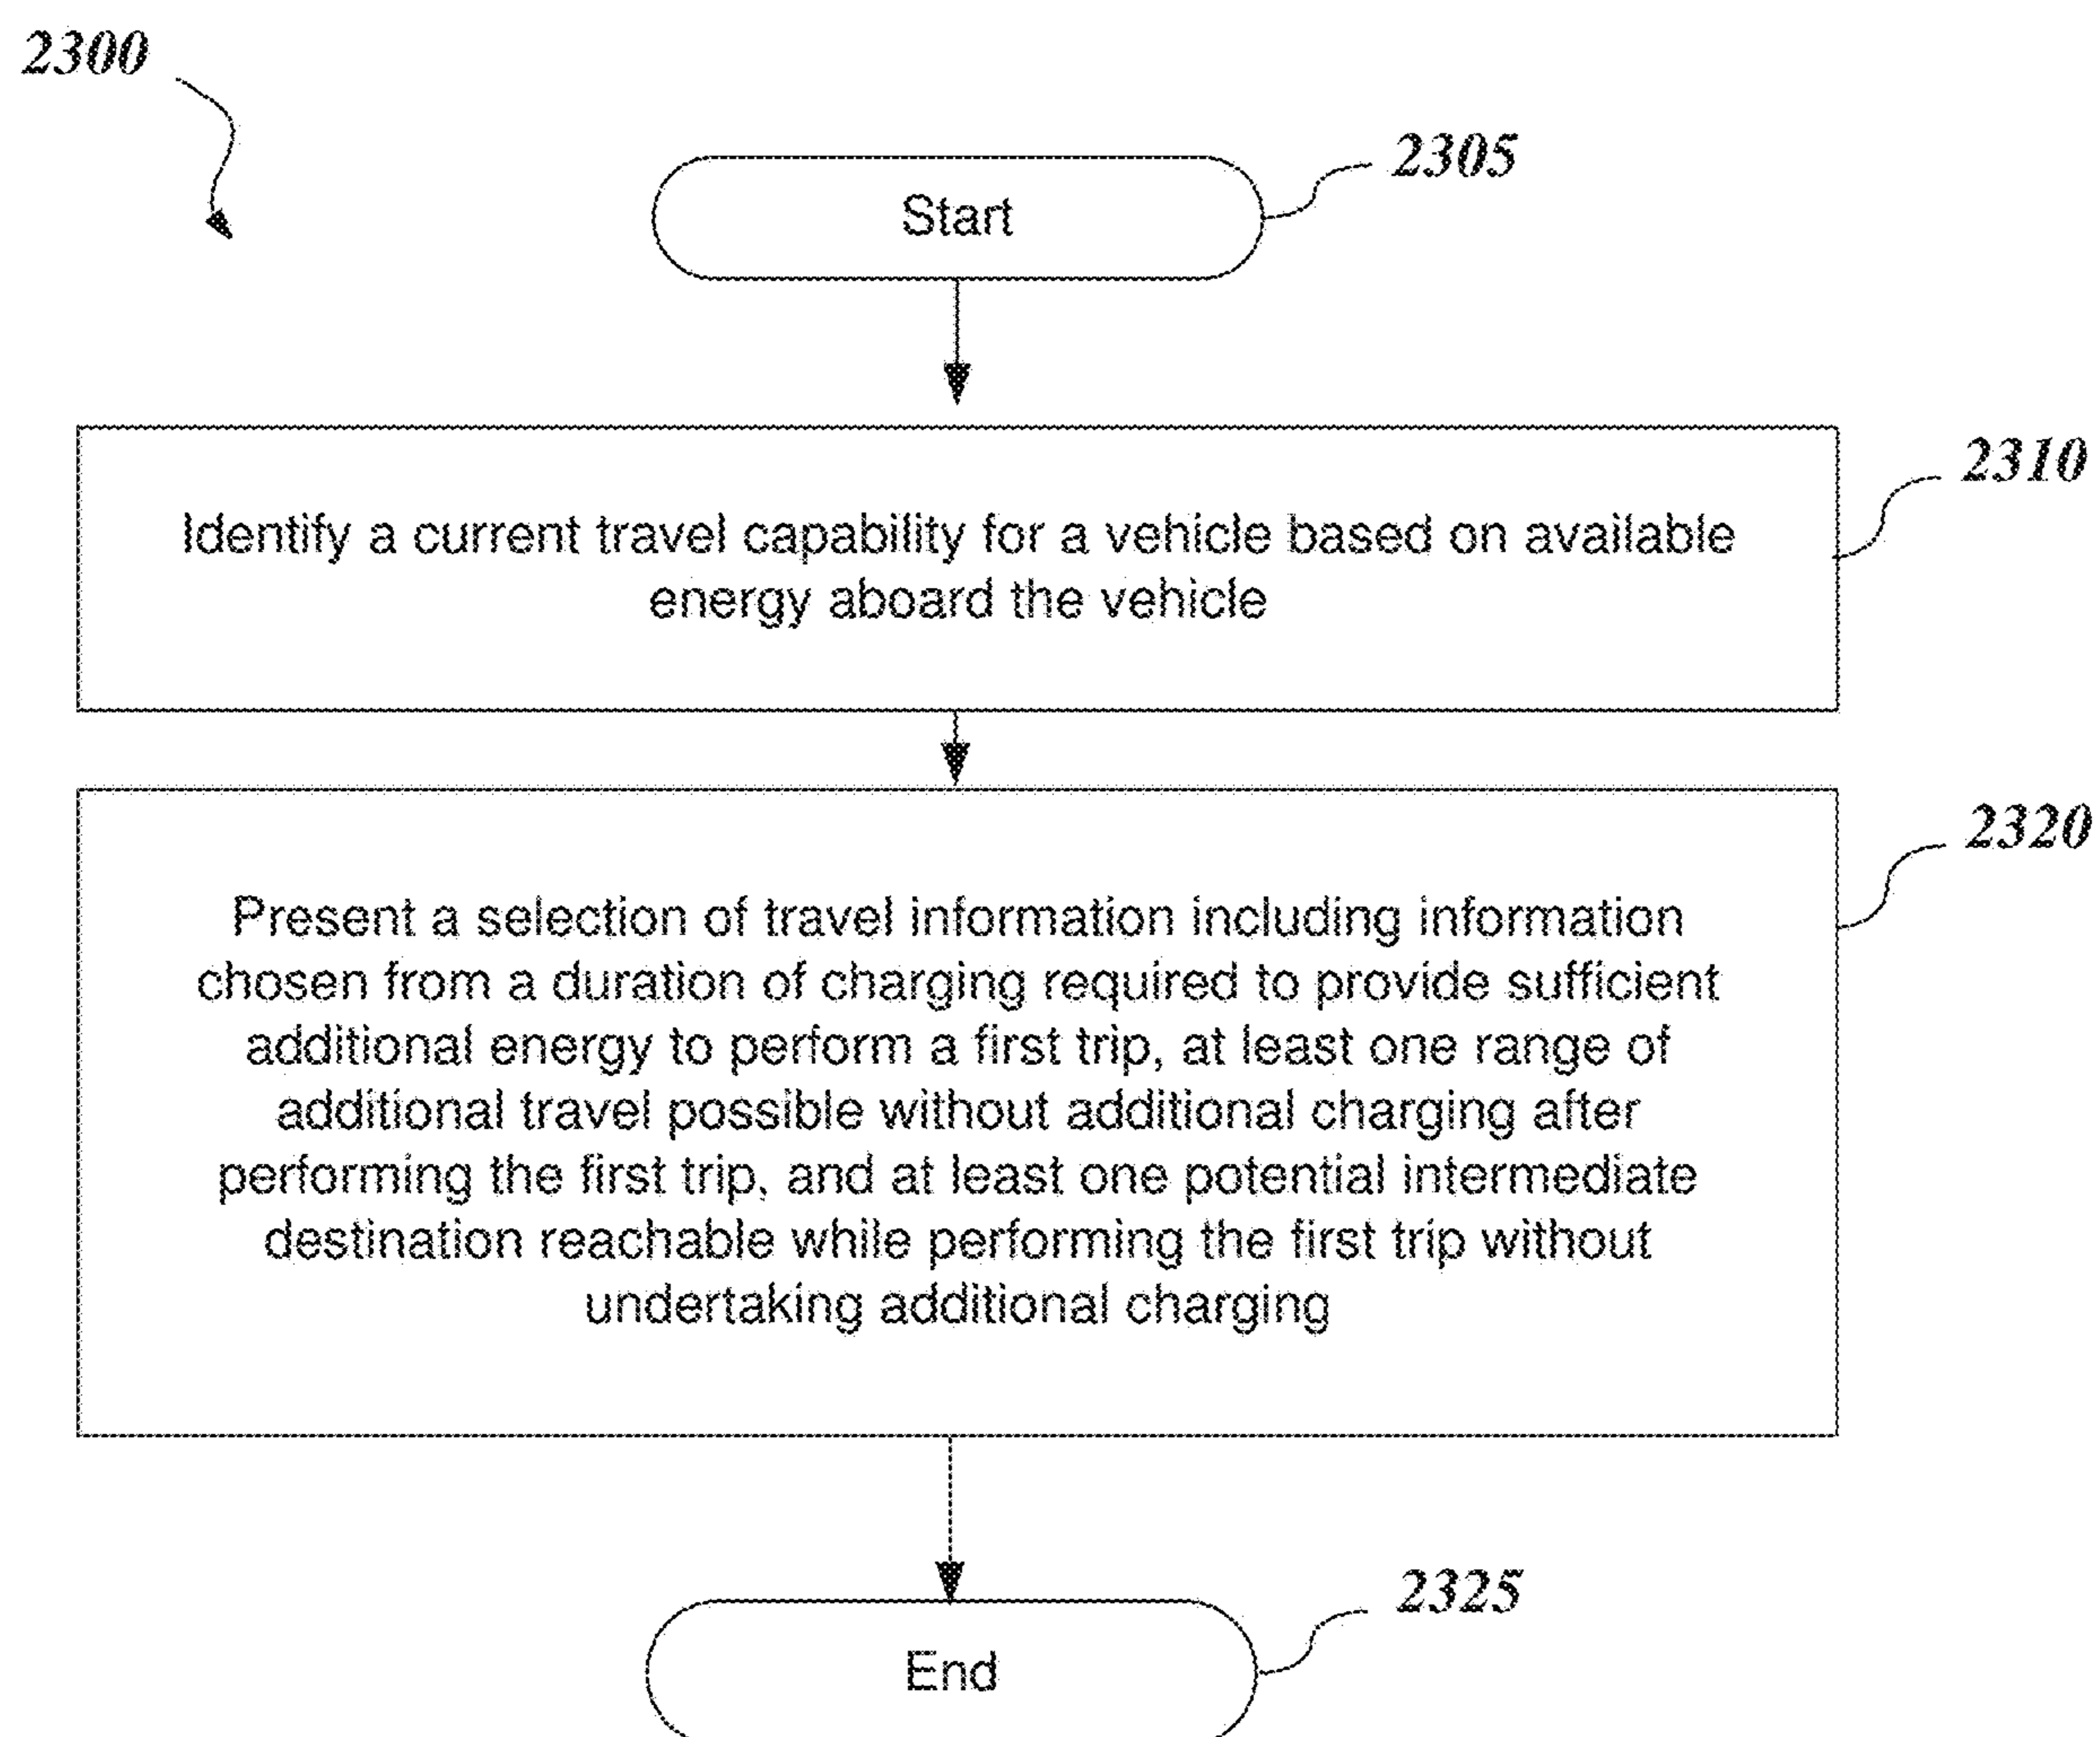 2300
2305
Start
2310
Identify a current travel capability for a vehicle based on available
energy aboard the vehicle
2320
Present a selection of travel information including information
chosen from a duration of charging required to provide sufficient
additional energy to perform a first trip, at least one range of
additional travel possible without additional charging after
performing the first trip, and at least one potential intermediate
destination reachable while performing the first trip without
undertaking additional charging
2325
End